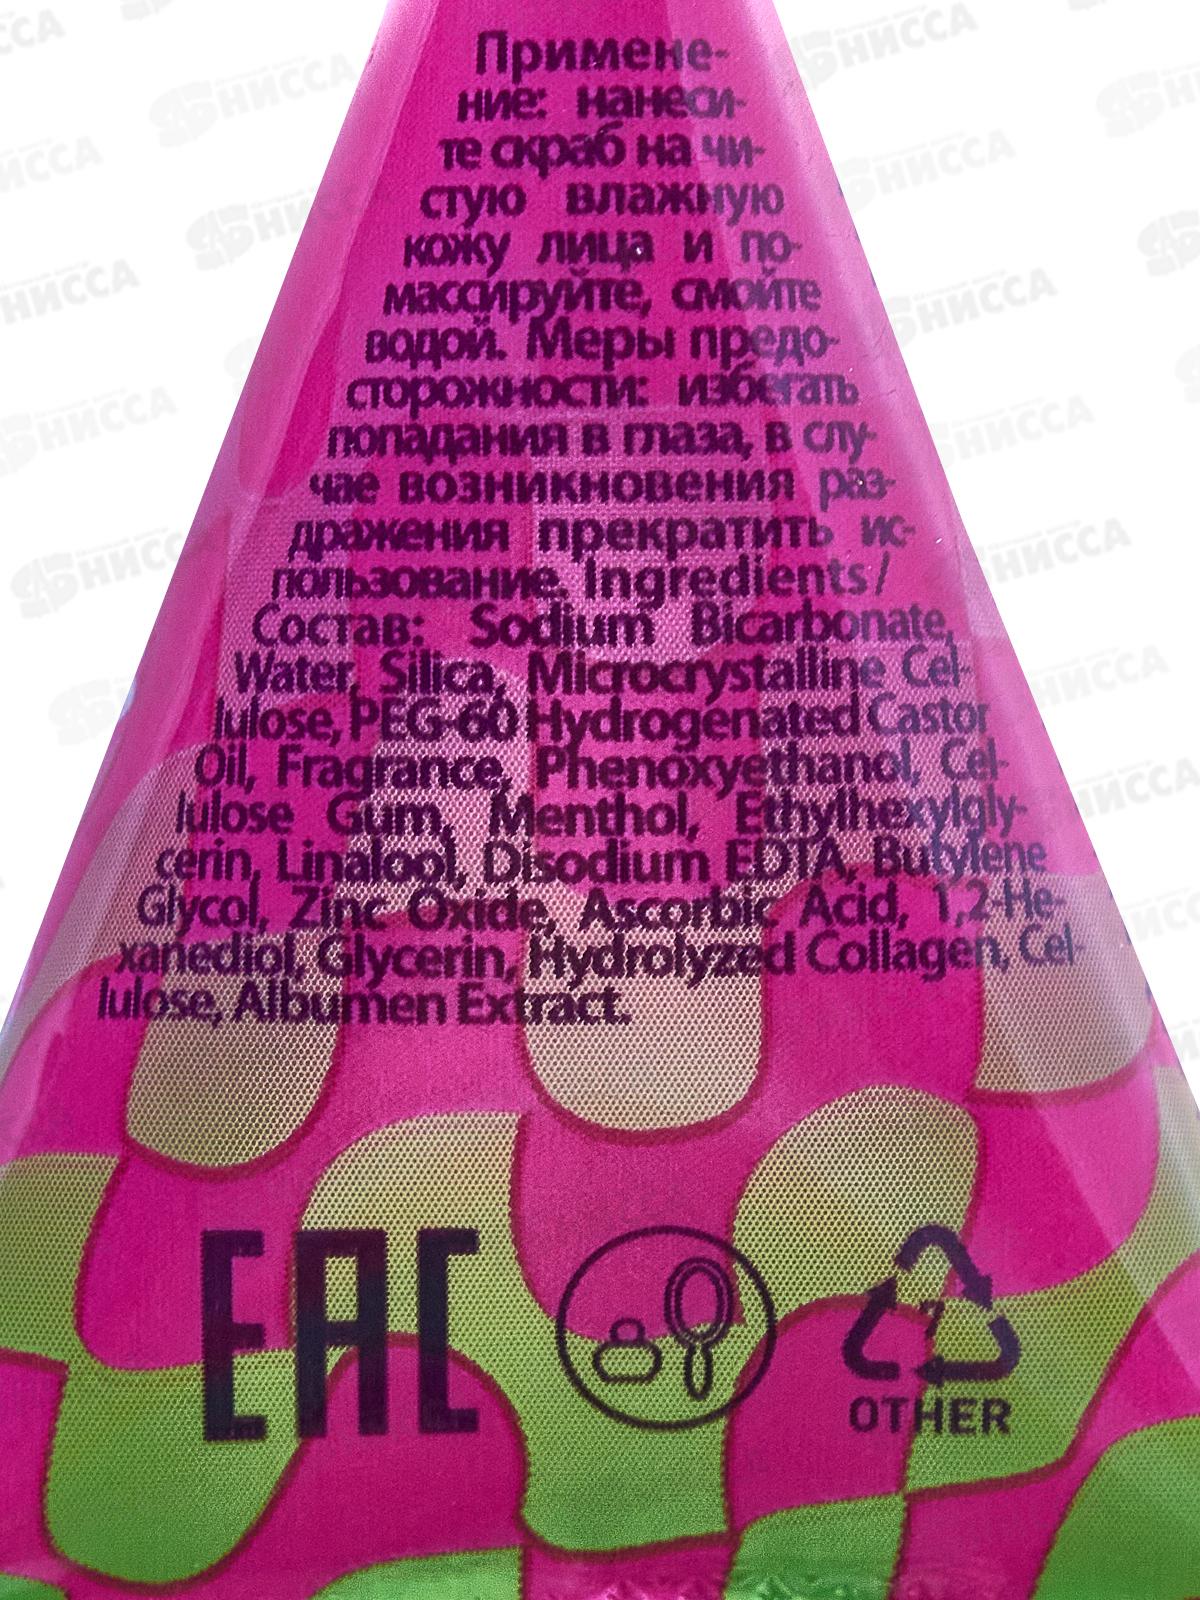 Примене-
ние: нанеси-
те скраб на чи-
стую влажную
кожу лица и по-
массируйте, смойте
водой. Меры предо-
сторожности: избегать
попадания в глаза, в слу-
чае возникновения раз-
дражения прекратить ис-
пользование. Ingredients/
Состав: Sodium Bicarbonate,
Water, Silica, Microcrystalline Cel-
lulose, PEG-60 Hydrogenated Castor
Oil, Fragrance, Phenoxyethanol, Cel-
lulose Gum, Menthol, Ethylhexylgly-
cerin, Linalool, Disodium EDTA, Butylene
Glycol, Zinc Oxide, Ascorbic Acid, 1,2-He-
xanediol, Glycerin, Hydrolyzed Collagen, Cel-
lulose, Albumen Extract.
EAC
7
OTHER